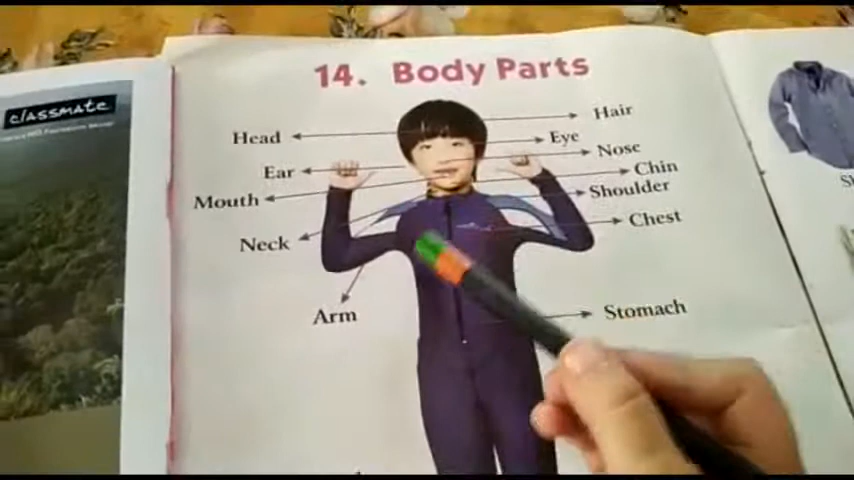 classmate
14. Body Parts
Head
Hair
Eye
Ear
Nose
Mouth
Chin
Shoulder
Neck
Chest
Arm
Stomach